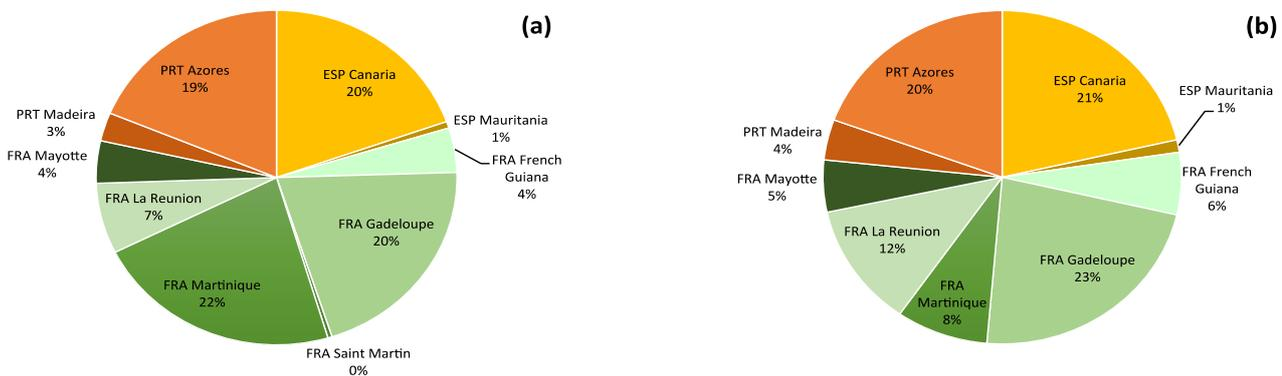 (a)
ESP Canaria
20%
ESP Mauritania
1%
FRA French
Guiana
4%
FRA Gadeloupe
20%
FRA Saint Martin
0%
FRA Martinique
22%
FRA La Reunion
7%
FRA Mayotte
4%
PRT Madeira
3%
PRT Azores
19%
(b)
ESP Canaria
21%
ESP Mauritania
1%
FRA French
Guiana
6%
FRA Gadeloupe
23%
FRA
Martinique
8%
FRA La Reunion
12%
FRA Mayotte
5%
PRT Madeira
4%
PRT Azores
20%